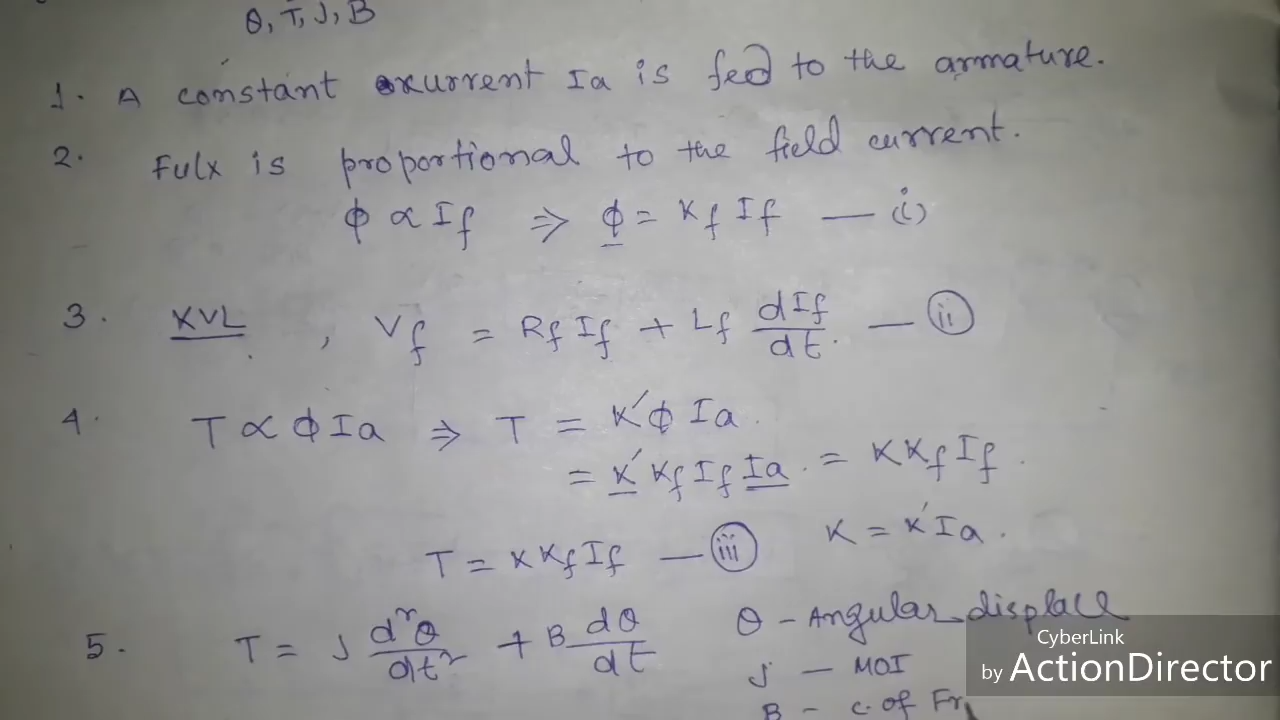 θ, T, J, B
1. A constant current Ia is fed to the armature.
2. Fulx is proportional to the field current.
ϕ ∝ If ⇒ ϕ = Kf If — (i)
3. KVL , Vf = Rf If + Lf dIf/dt. — (ii)
4. T ∝ ϕ Ia ⇒ T = K'ϕ Ia.
= K' Kf If Ia. = K Kf If.
T = K Kf If — (iii) K = K'Ia.
5. T = J d²θ/dt² + B dθ/dt θ - Angular displace
J — MOI
B - c. of Fr
CyberLink
by ActionDirector